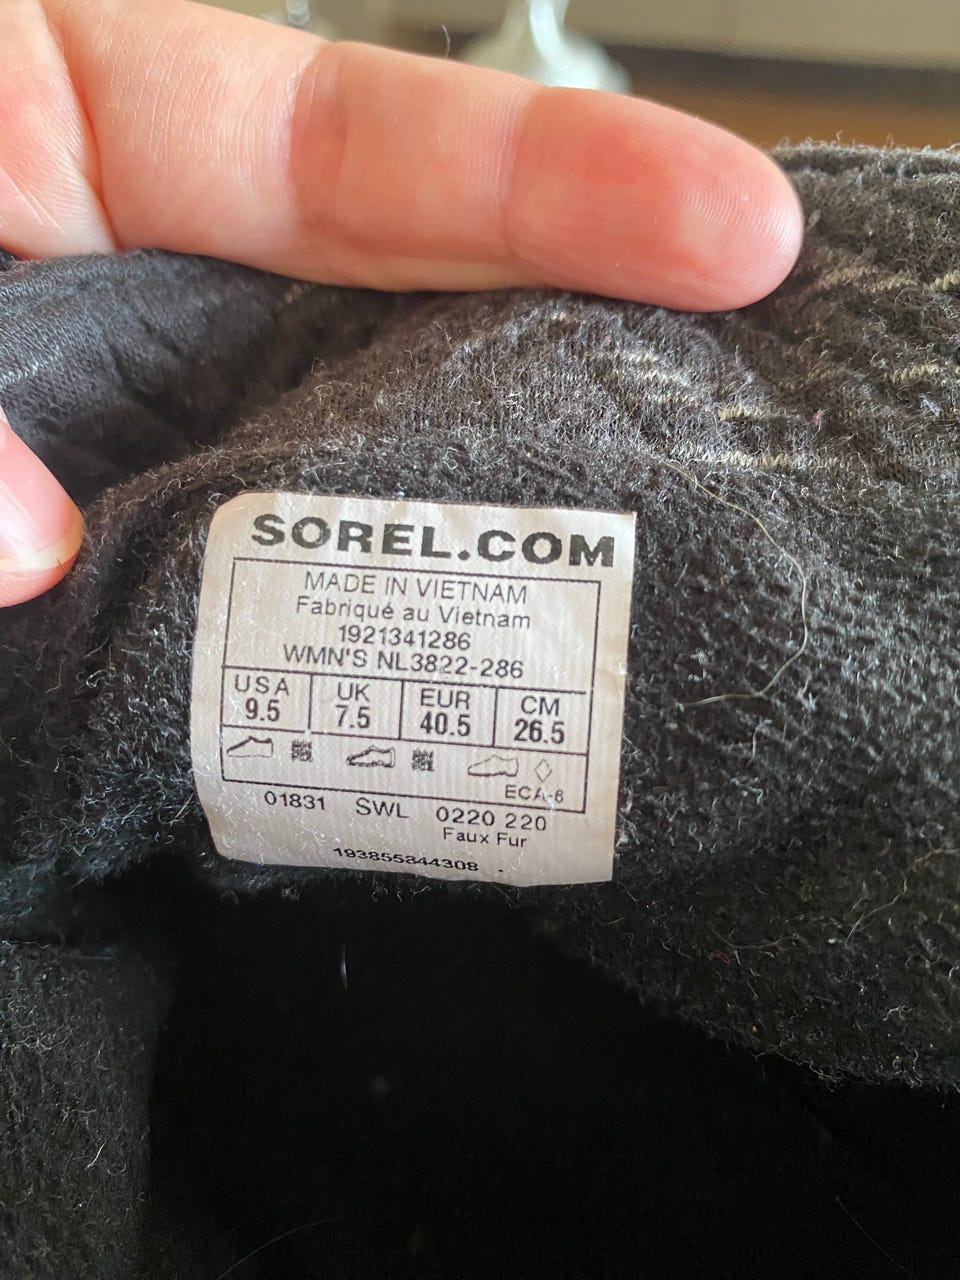 SOREL.COM
MADE IN VIETNAM
Fabriqué au Vietnam
1921341286
WMN'S NL3822-286
USA UK EUR CM
9.5 7.5 40.5 26.5
ECA-6
01831 SWL 0220 220
Faux Fur
193855844308